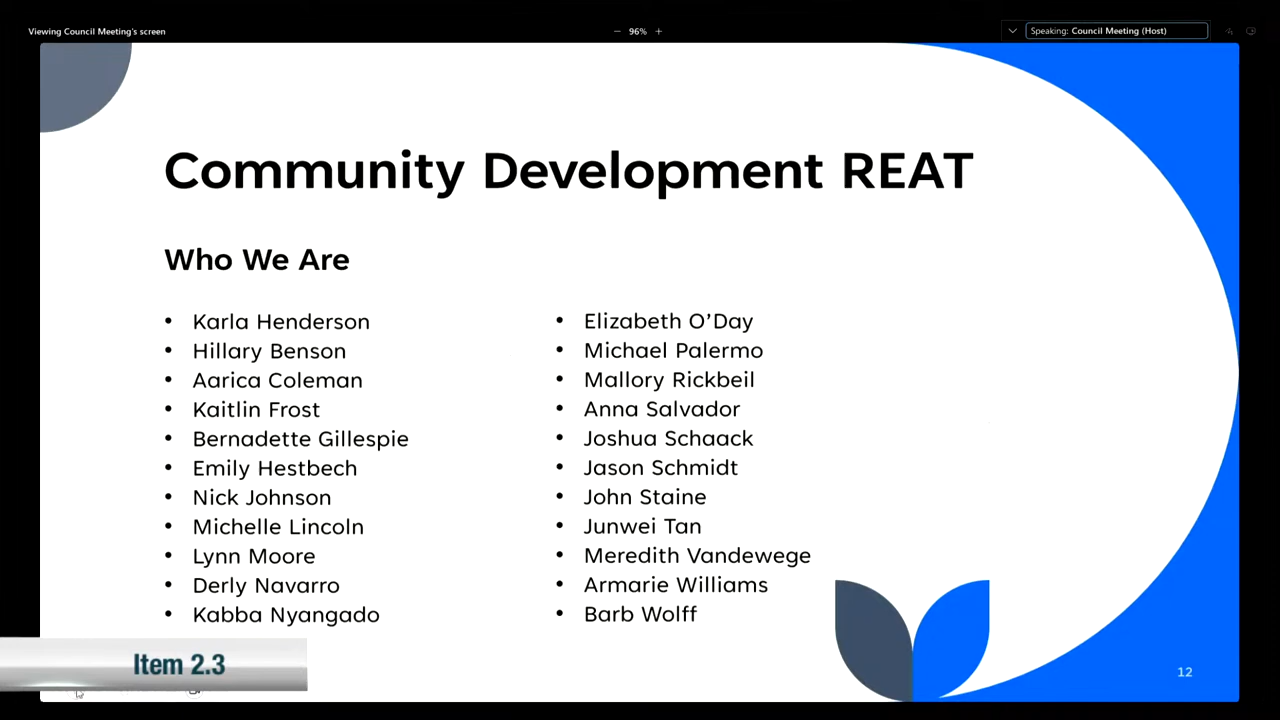 Viewing Council Meeting's screen
− 96% +
Speaking: Council Meeting (Host)
Community Development REAT
Who We Are
• Karla Henderson
• Hillary Benson
• Aarica Coleman
• Kaitlin Frost
• Bernadette Gillespie
• Emily Hestbech
• Nick Johnson
• Michelle Lincoln
• Lynn Moore
• Derly Navarro
• Kabba Nyangado
• Elizabeth O’Day
• Michael Palermo
• Mallory Rickbeil
• Anna Salvador
• Joshua Schaack
• Jason Schmidt
• John Staine
• Junwei Tan
• Meredith Vandewege
• Armarie Williams
• Barb Wolff
Item 2.3
12